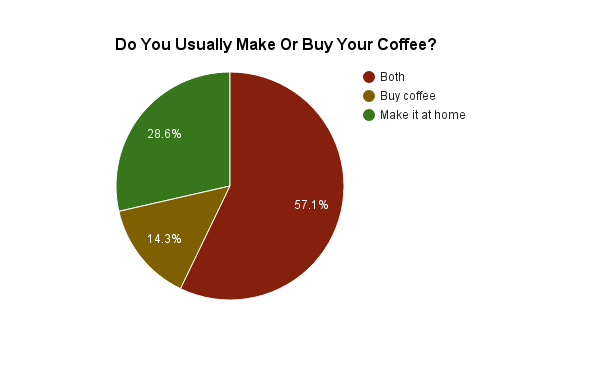 Do You Usually Make Or Buy Your Coffee?
Both
Buy coffee
Make it at home
28.6%
57.1%
14.3%